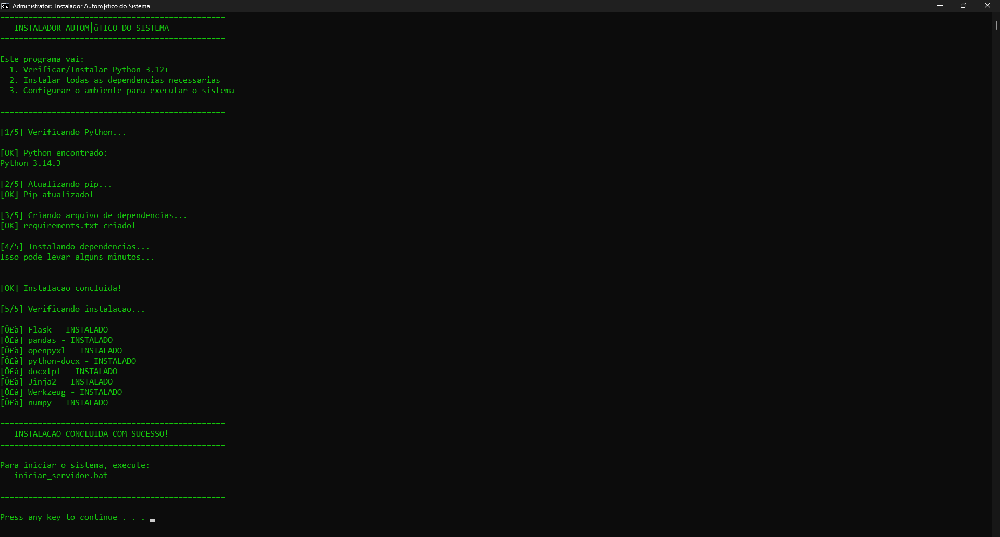 Administrator: Instalador Autom├ítico do Sistema
================================================
INSTALADOR AUTOM├üTICO DO SISTEMA
================================================
Este programa vai:
1. Verificar/Instalar Python 3.12+
2. Instalar todas as dependencias necessarias
3. Configurar o ambiente para executar o sistema
================================================
[1/5] Verificando Python...
[OK] Python encontrado:
Python 3.14.3
[2/5] Atualizando pip...
[OK] Pip atualizado!
[3/5] Criando arquivo de dependencias...
[OK] requirements.txt criado!
[4/5] Instalando dependencias...
Isso pode levar alguns minutos...
[OK] Instalacao concluida!
[5/5] Verificando instalacao...
[Ô£à] Flask - INSTALADO
[Ô£à] pandas - INSTALADO
[Ô£à] openpyxl - INSTALADO
[Ô£à] python-docx - INSTALADO
[Ô£à] docxtpl - INSTALADO
[Ô£à] Jinja2 - INSTALADO
[Ô£à] Werkzeug - INSTALADO
[Ô£à] numpy - INSTALADO
================================================
INSTALACAO CONCLUIDA COM SUCESSO!
================================================
Para iniciar o sistema, execute:
iniciar_servidor.bat
================================================
Press any key to continue . . .